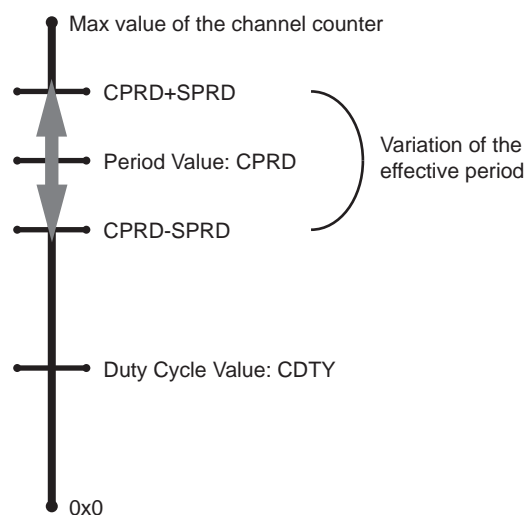 Max value of the channel counter
CPRD+SPRD
Variation of the
effective period
Period Value: CPRD
CPRD-SPRD
Duty Cycle Value: CDTY
0x0